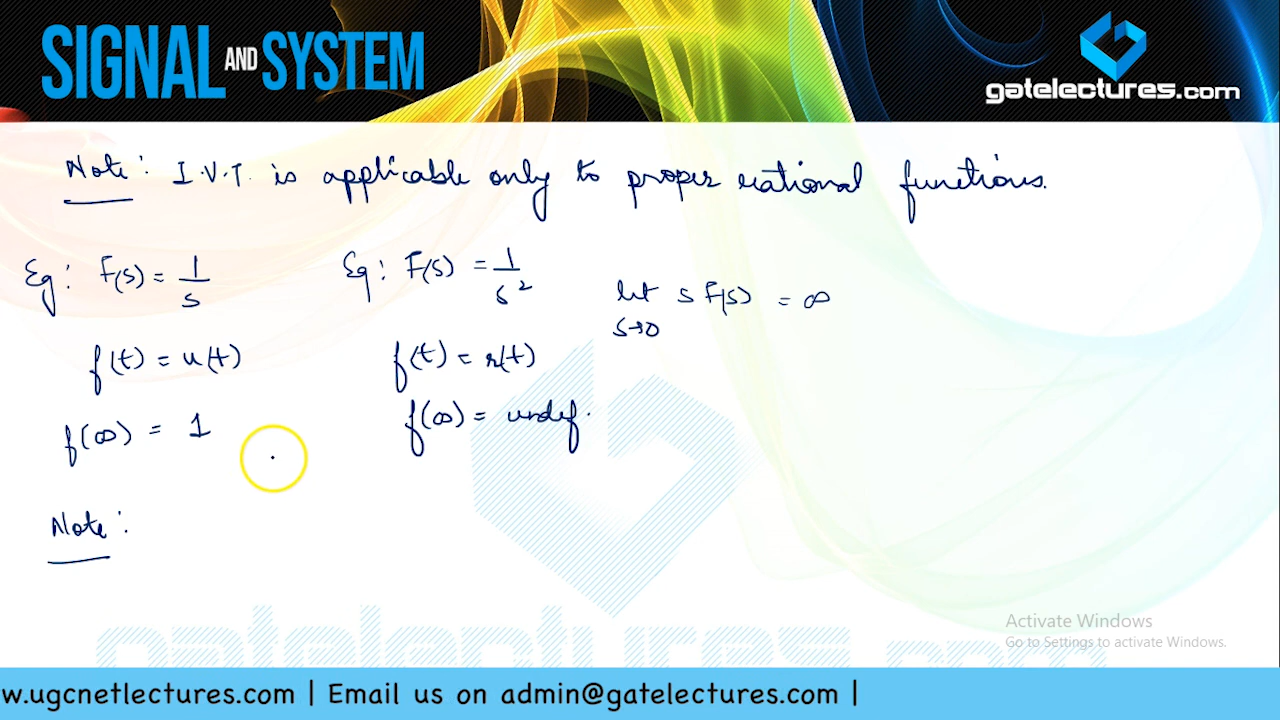 SIGNAL AND SYSTEM
gatelectures.com
Note: I.V.T. is applicable only to proper rational functions.
Eg: F(s) = 1/s
Eg: F(s) = 1/s²
lt s→0 s F(s) = ∞
f(t) = u(t)
f(t) = r(t)
f(∞) = 1
f(∞) = undef.
Note:
gatelectures.com
Activate Windows
Go to Settings to activate Windows.
w.ugcnetlectures.com | Email us on admin@gatelectures.com |